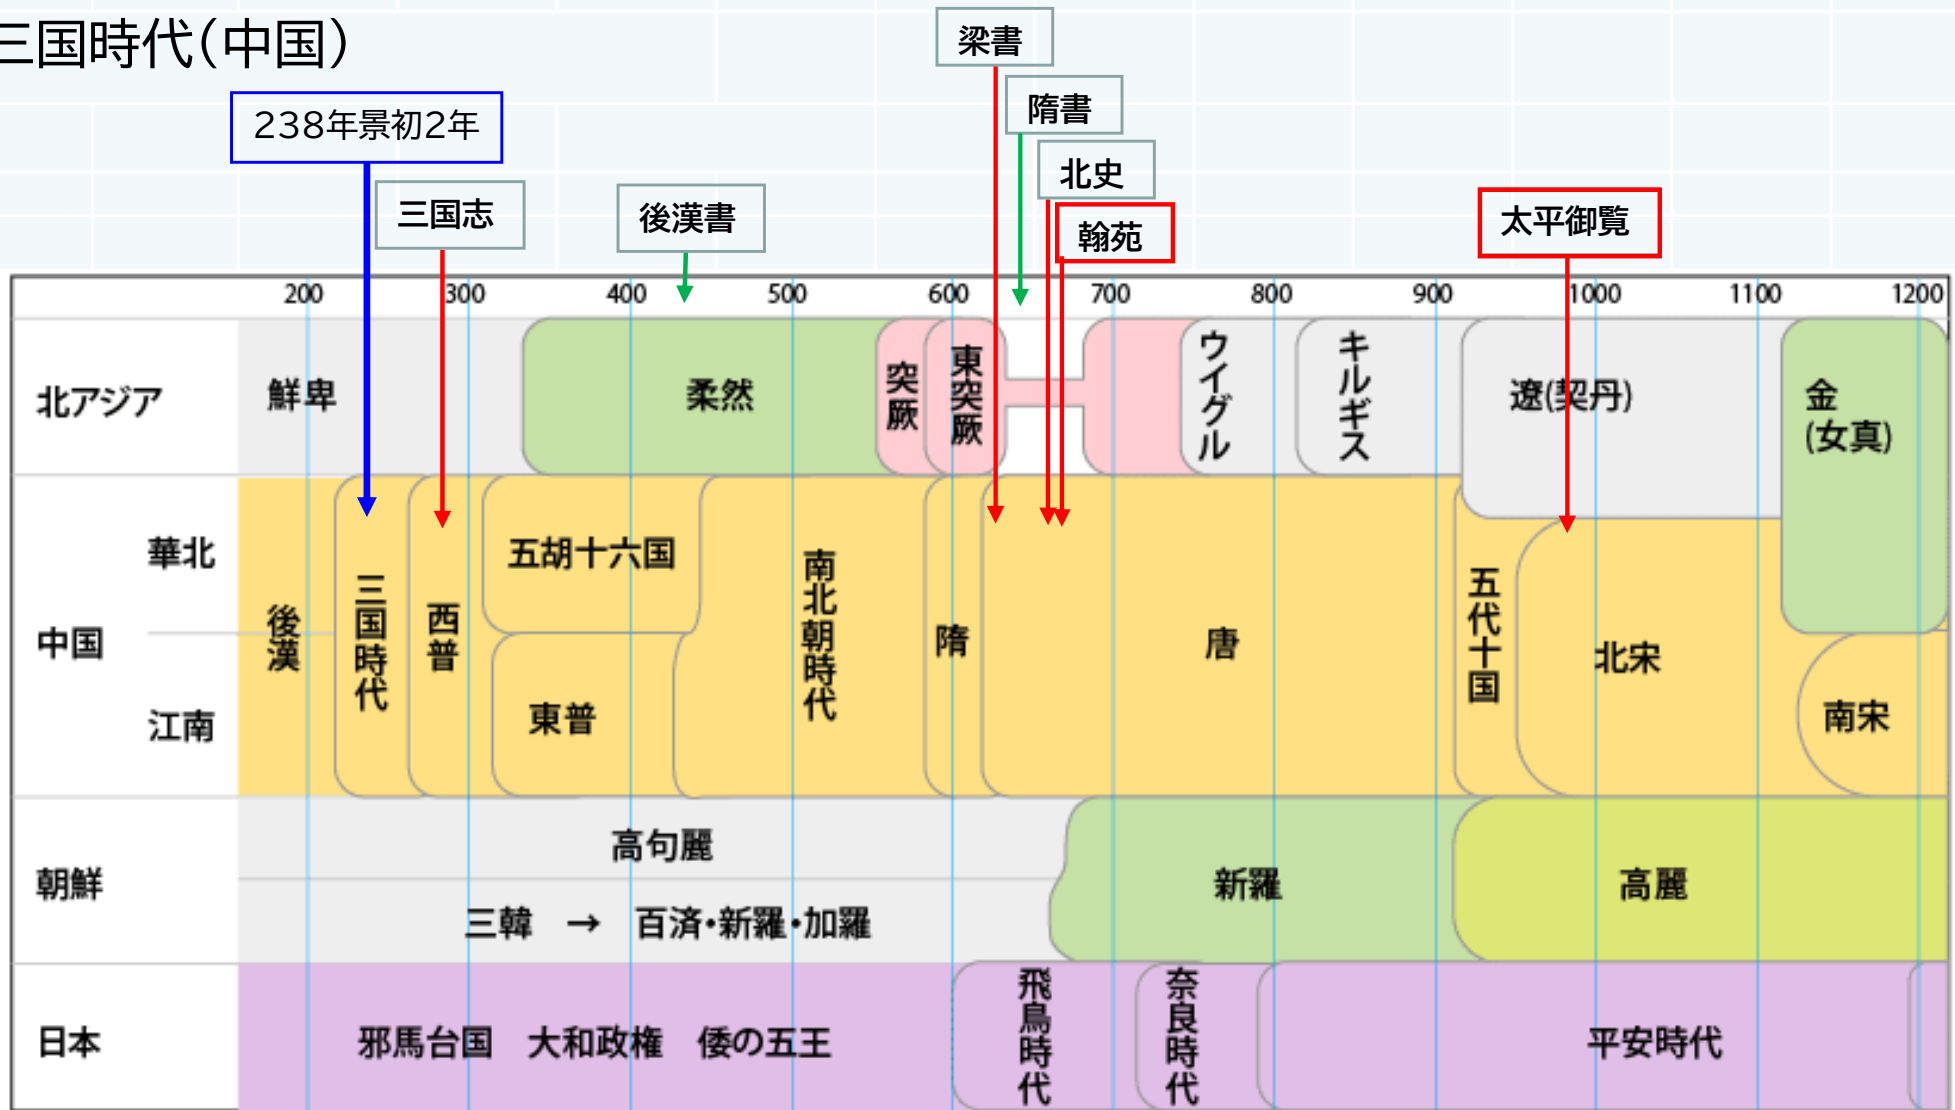 三国時代(中国)
梁書
隋書
238年景初2年
北史
三国志
後漢書
翰苑
太平御覧
200 300 400 500 600 700 800 900 1000 1100 1200
北アジア
鮮卑
柔然
突厥
東突厥
ウイグル
キルギス
遼(契丹)
金
(女真)
中国
華北
江南
後漢
三国時代
西普
五胡十六国
東普
南北朝時代
隋
唐
五代十国
北宋
南宋
朝鮮
高句麗
三韓 → 百済・新羅・加羅
新羅
高麗
日本
邪馬台国 大和政権 倭の五王
飛鳥時代
奈良時代
平安時代